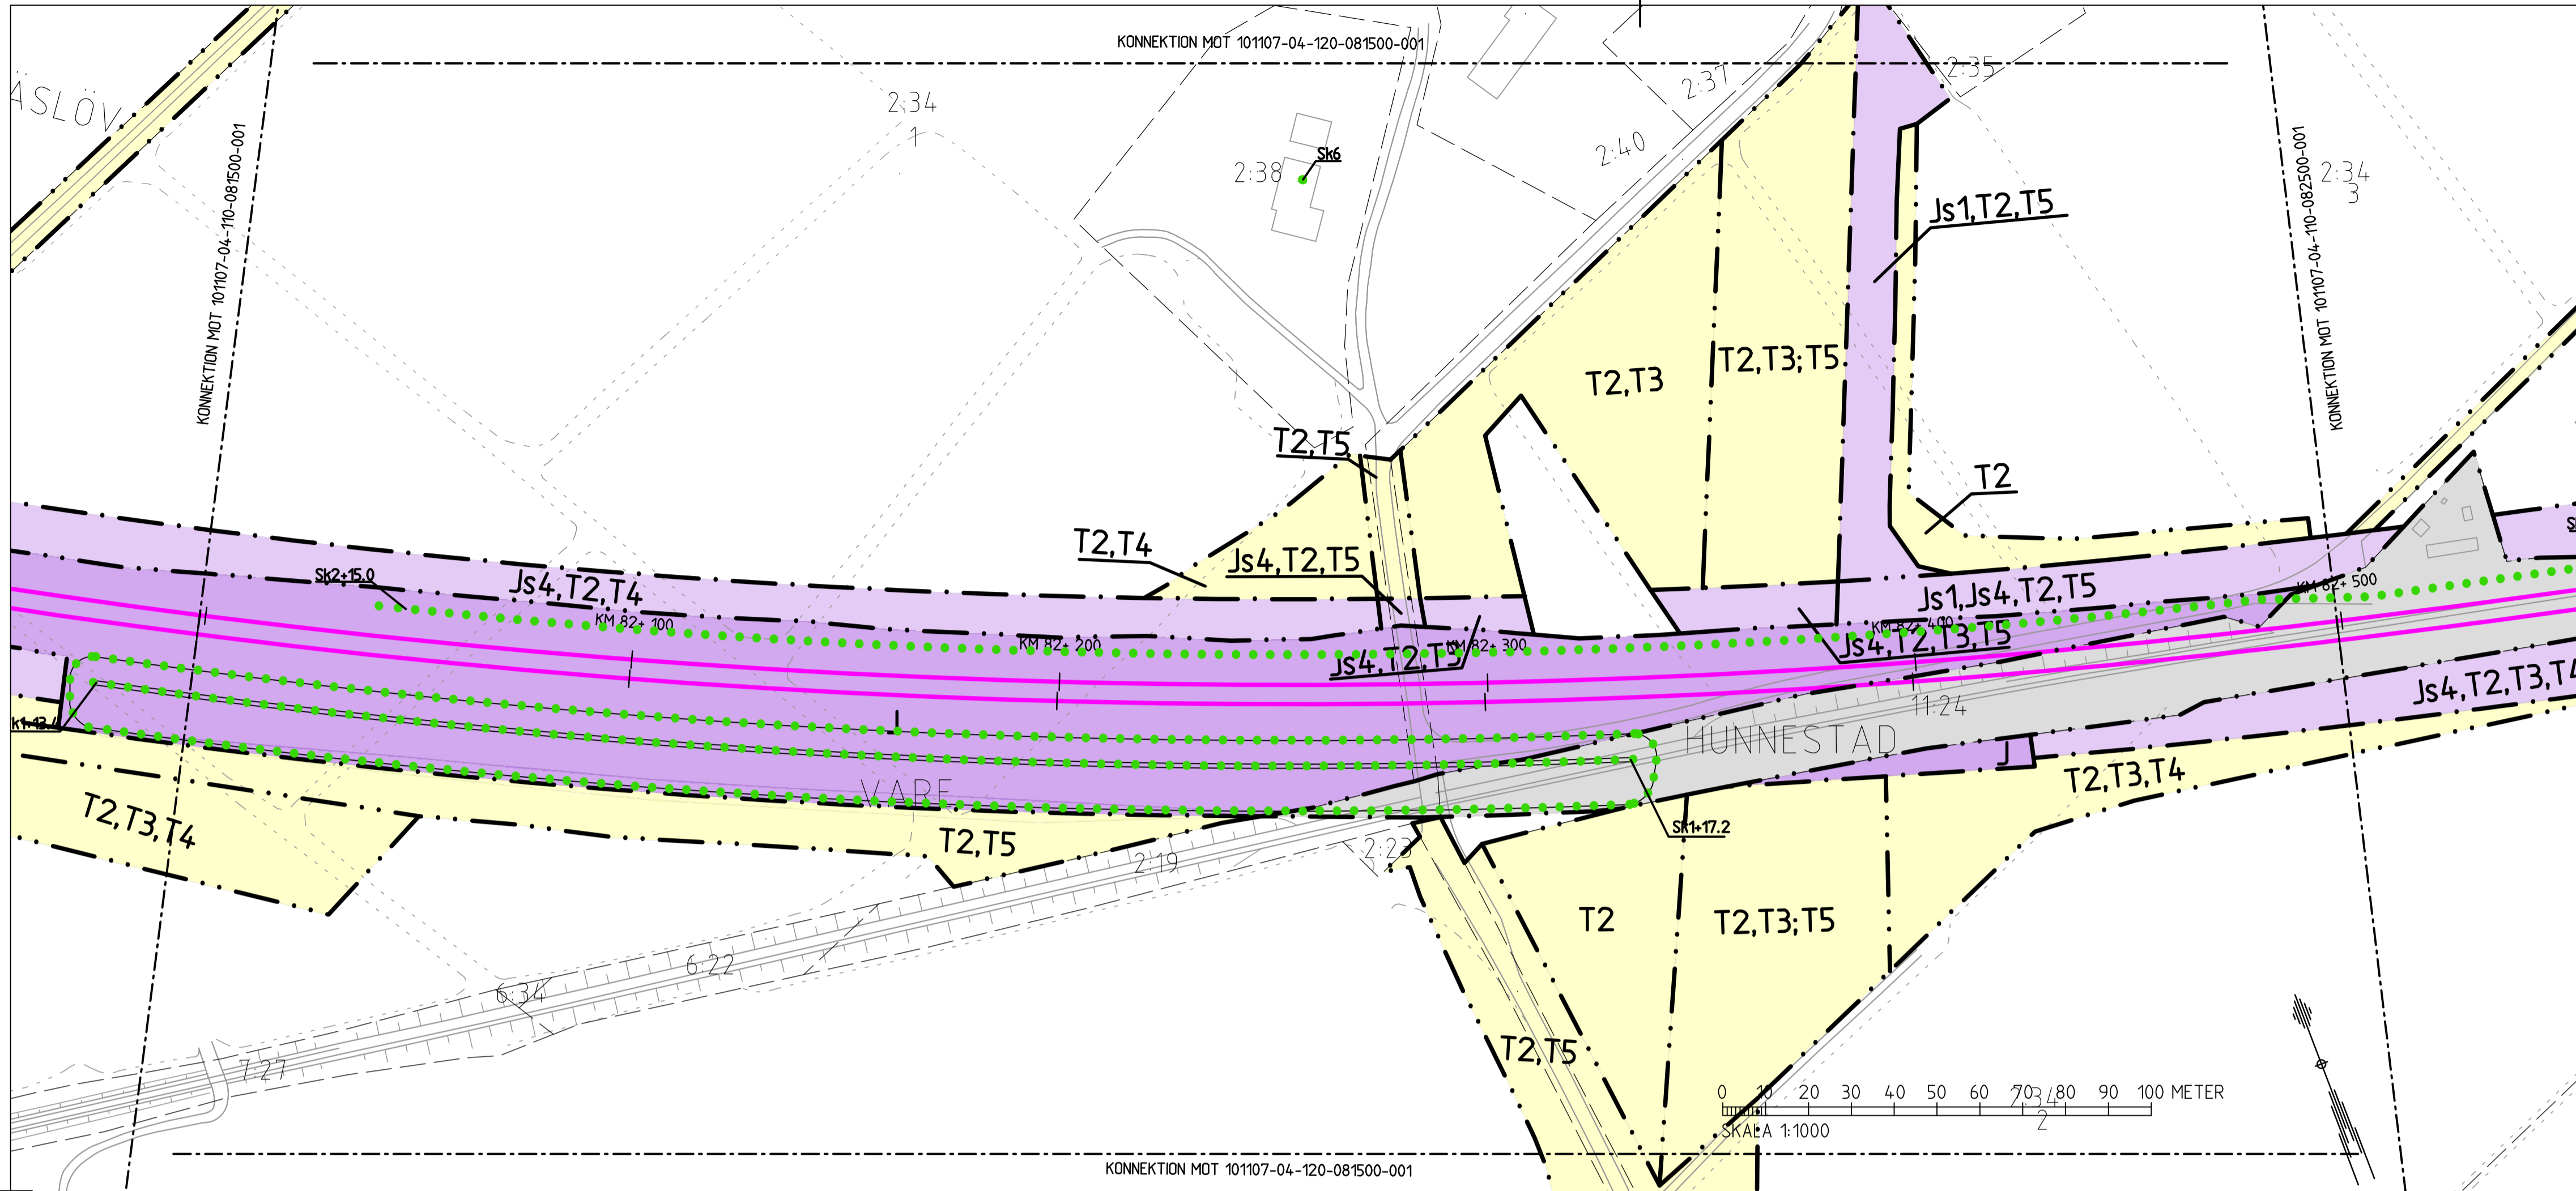 KONNEKTION MOT 101107-04-120-081500-001
2:37
2:35
ÄSLÖV
2:34
1
KONNEKTION MOT 101107-04-110-081500-001
2:38
Sk6
2:40
KONNEKTION MOT 101107-04-110-082500-001
2:34
3
Js1,T2,T5
T2,T3
T2,T3;T5
T2,T5
T2
T2,T4
Js4,T2,T5
Sk2+15.0
Js4,T2,T4
Js1,Js4,T2,T5
KM 82+ 500
KM 82+ 100
KM 82+ 200
KM 82+ 300
KM 82+ 400
Js4,T2,T5
Js4,T2,T3,T5
Js4,T2,T3,T4
11:24
HUNNESTAD
J
J
T2,T3,T4
VARE
T2,T3,T4
T2,T5
2:19
2:23
Sk1+17.2
T2
T2,T3;T5
6:22
6:34
7:27
T2,T5
0 10 20 30 40 50 60 70 80 90 100 METER
2:34
2
SKALA 1:1000
KONNEKTION MOT 101107-04-120-081500-001